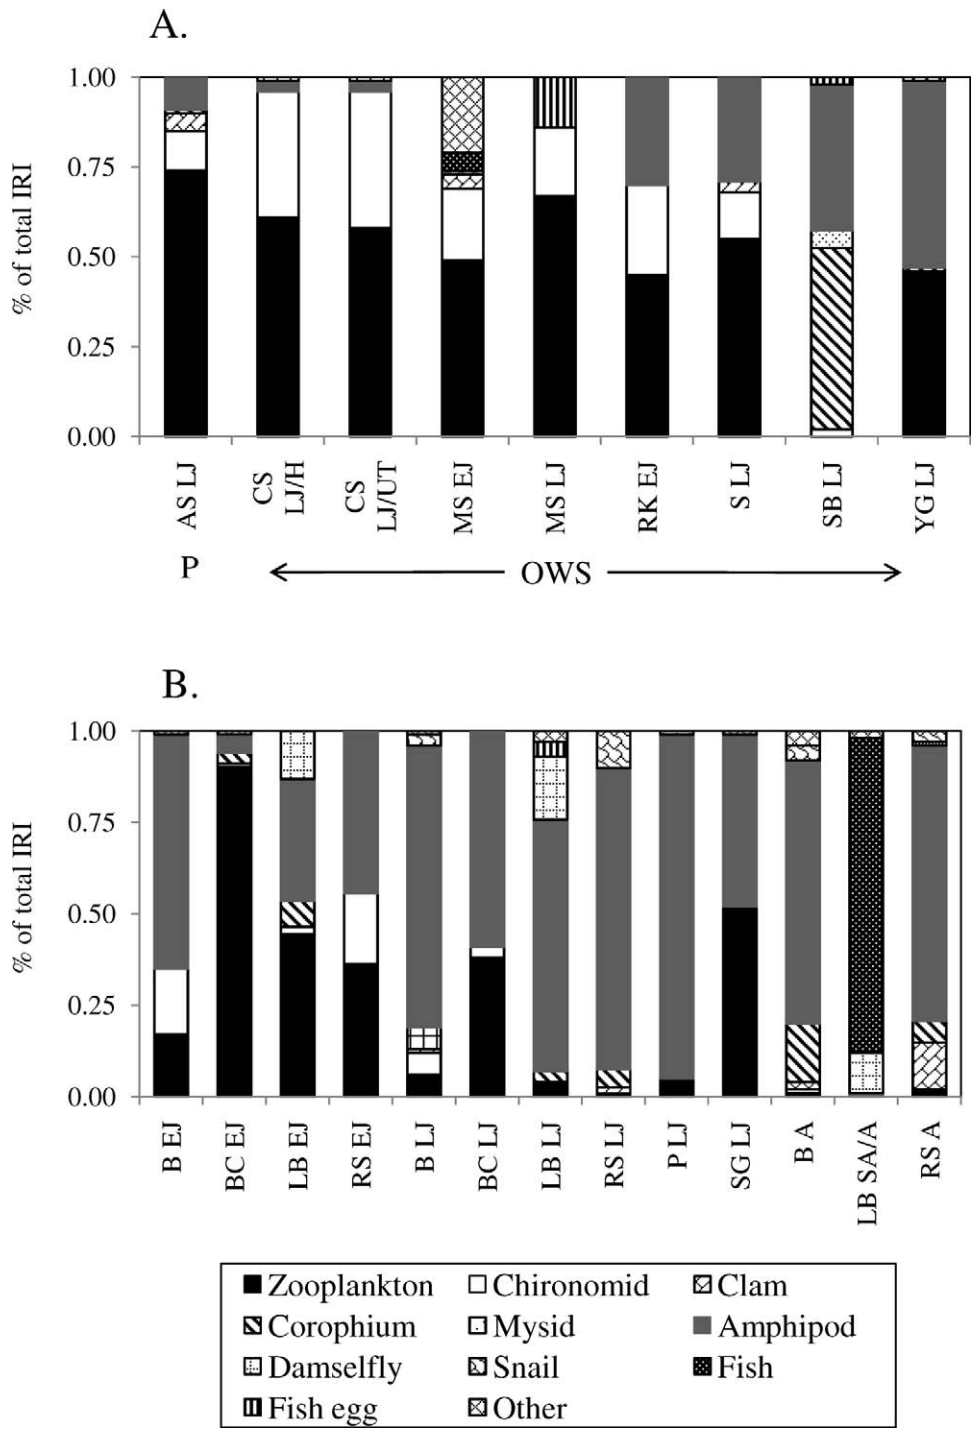 A.
% of total IRI
1.00
0.75
0.50
0.25
0.00
AS LJ
CS LJ/H
CS LJ/UT
MS EJ
MS LJ
RK EJ
S LJ
SB LJ
YG LJ
P
OWS
B.
% of total IRI
1.00
0.75
0.50
0.25
0.00
B EJ
BC EJ
LB EJ
RS EJ
B LJ
BC LJ
LB LJ
RS LJ
P LJ
SG LJ
B A
LB SA/A
RS A
Zooplankton Chironomid Clam
Corophium Mysid Amphipod
Damselfly Snail Fish
Fish egg Other